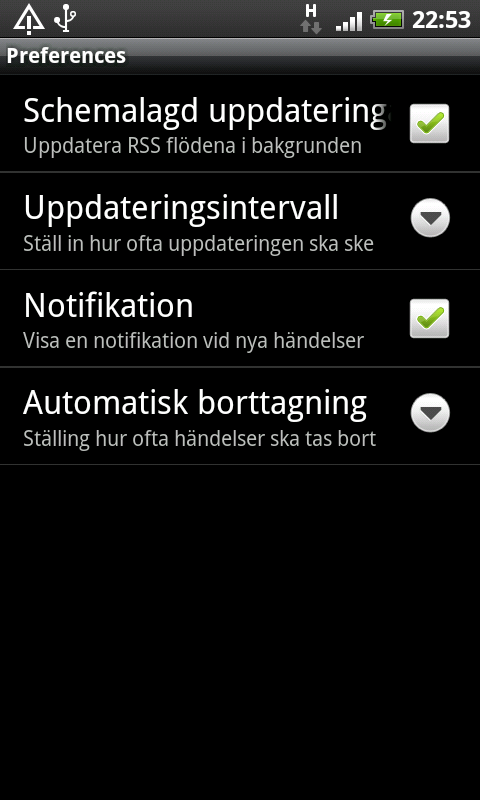 H
22:53
Preferences
Schemalagd uppdatering
Uppdatera RSS flödena i bakgrunden
Uppdateringsintervall
Ställ in hur ofta uppdateringen ska ske
Notifikation
Visa en notifikation vid nya händelser
Automatisk borttagning
Ställing hur ofta händelser ska tas bort